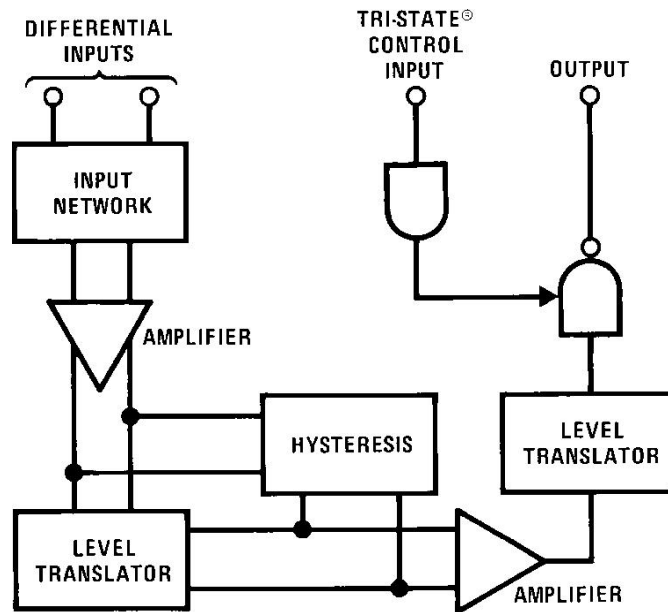 DIFFERENTIAL
INPUTS
TRI-STATE®
CONTROL
INPUT
OUTPUT
INPUT
NETWORK
AMPLIFIER
HYSTERESIS
LEVEL
TRANSLATOR
LEVEL
TRANSLATOR
AMPLIFIER